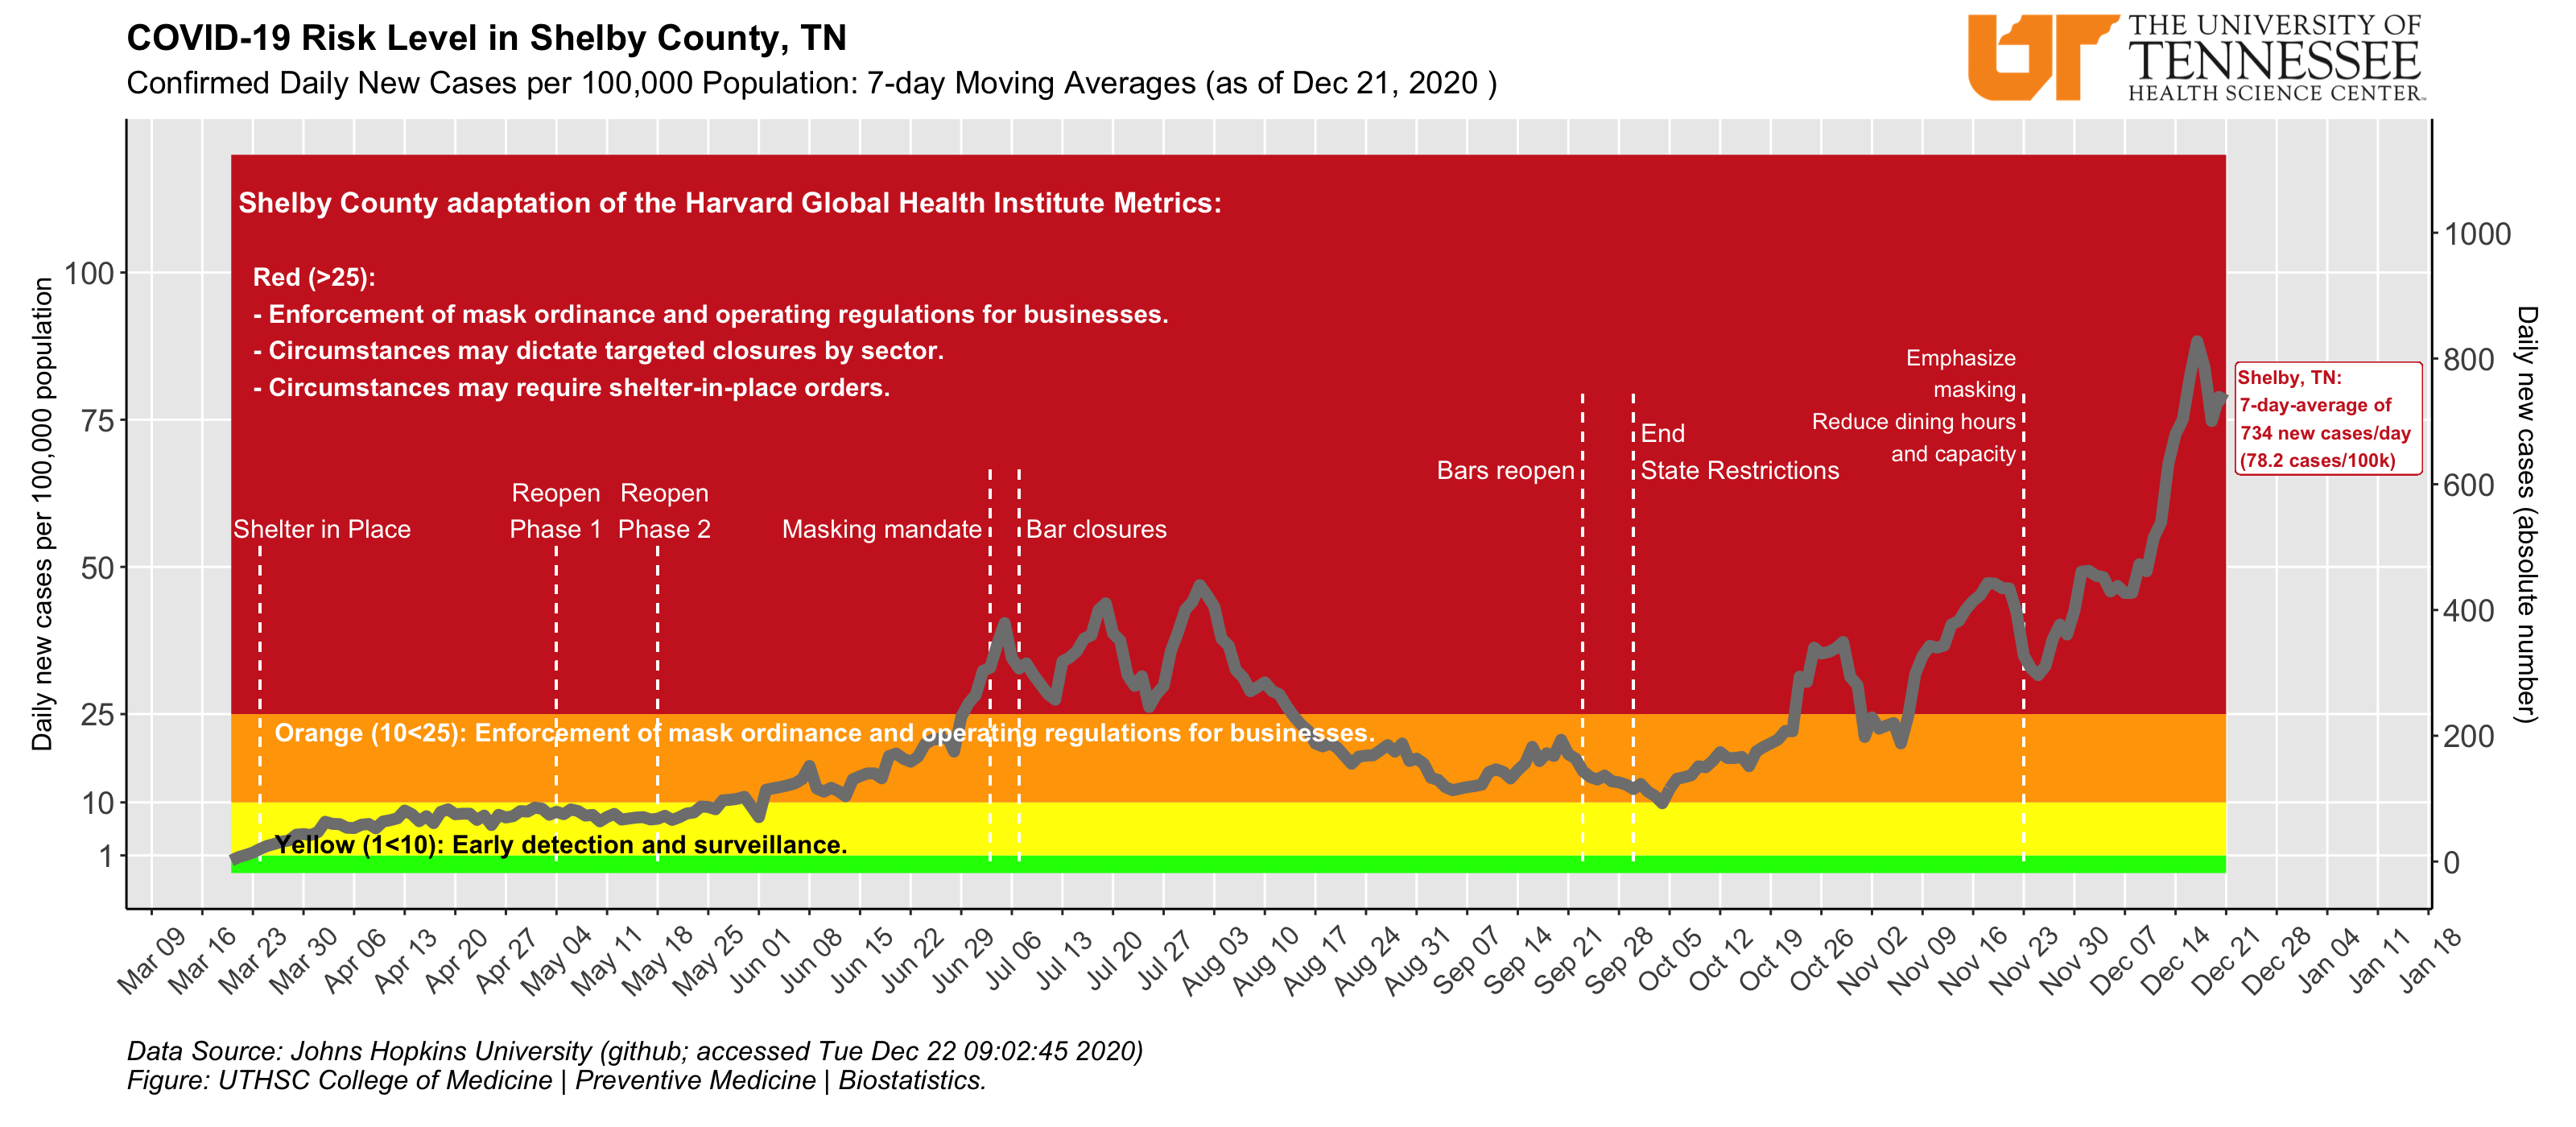 COVID-19 Risk Level in Shelby County, TN
Confirmed Daily New Cases per 100,000 Population: 7-day Moving Averages (as of Dec 21, 2020 )
UT
THE UNIVERSITY OF
TENNESSEE
HEALTH SCIENCE CENTER™
Shelby County adaptation of the Harvard Global Health Institute Metrics:
Red (>25):
- Enforcement of mask ordinance and operating regulations for businesses.
- Circumstances may dictate targeted closures by sector.
- Circumstances may require shelter-in-place orders.
Shelter in Place
Reopen
Phase 1
Reopen
Phase 2
Masking mandate
Bar closures
Bars reopen
End
State Restrictions
Emphasize
masking
Reduce dining hours
and capacity
Shelby, TN:
7-day-average of
734 new cases/day
(78.2 cases/100k)
Orange (10<25): Enforcement of mask ordinance and operating regulations for businesses.
Yellow (1<10): Early detection and surveillance.
Daily new cases per 100,000 population
100
75
50
25
10
1
Daily new cases (absolute number)
1000
800
600
400
200
0
Mar 09
Mar 16
Mar 23
Mar 30
Apr 06
Apr 13
Apr 20
Apr 27
May 04
May 11
May 18
May 25
Jun 01
Jun 08
Jun 15
Jun 22
Jun 29
Jul 06
Jul 13
Jul 20
Jul 27
Aug 03
Aug 10
Aug 17
Aug 24
Aug 31
Sep 07
Sep 14
Sep 21
Sep 28
Oct 05
Oct 12
Oct 19
Oct 26
Nov 02
Nov 09
Nov 16
Nov 23
Nov 30
Dec 07
Dec 14
Dec 21
Dec 28
Jan 04
Jan 11
Jan 18
Data Source: Johns Hopkins University (github; accessed Tue Dec 22 09:02:45 2020)
Figure: UTHSC College of Medicine | Preventive Medicine | Biostatistics.